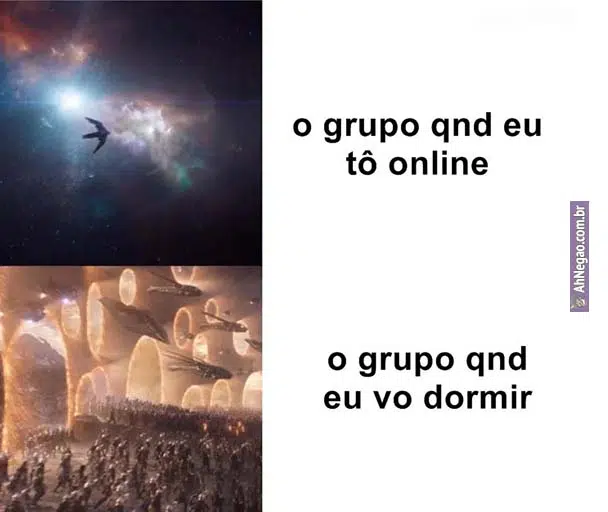 o grupo qnd eu
tô online
AhNegao.com.br
o grupo qnd
eu vo dormir